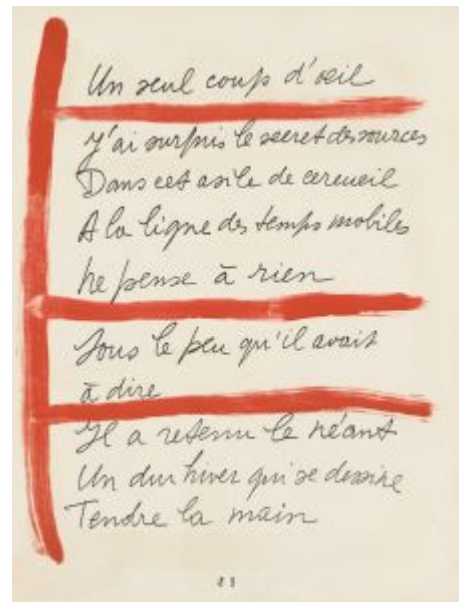 Un seul coup d'œil
J'ai surpris le secret des sources
Dans cet asile de cercueil
A la ligne des temps mobiles
Ne pense à rien
Sous le peu qu'il avait
à dire
Il a retenu le néant
Un dur hiver qui se
Tendre la main